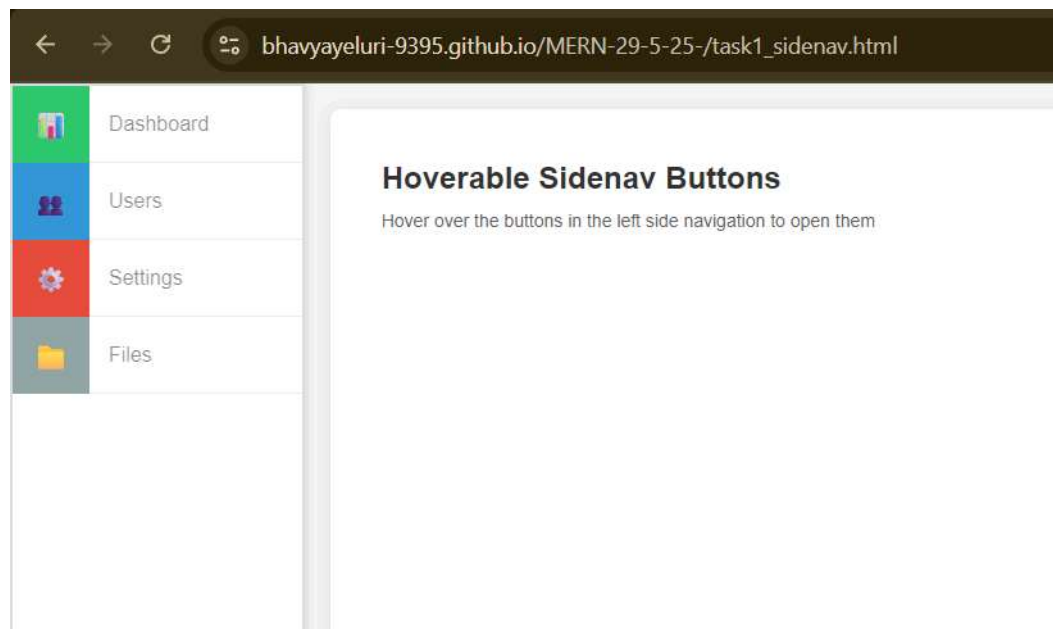 bhavyayeluri-9395.github.io/MERN-29-5-25-/task1_sidenav.html
Dashboard
Users
Settings
Files
Hoverable Sidenav Buttons
Hover over the buttons in the left side navigation to open them